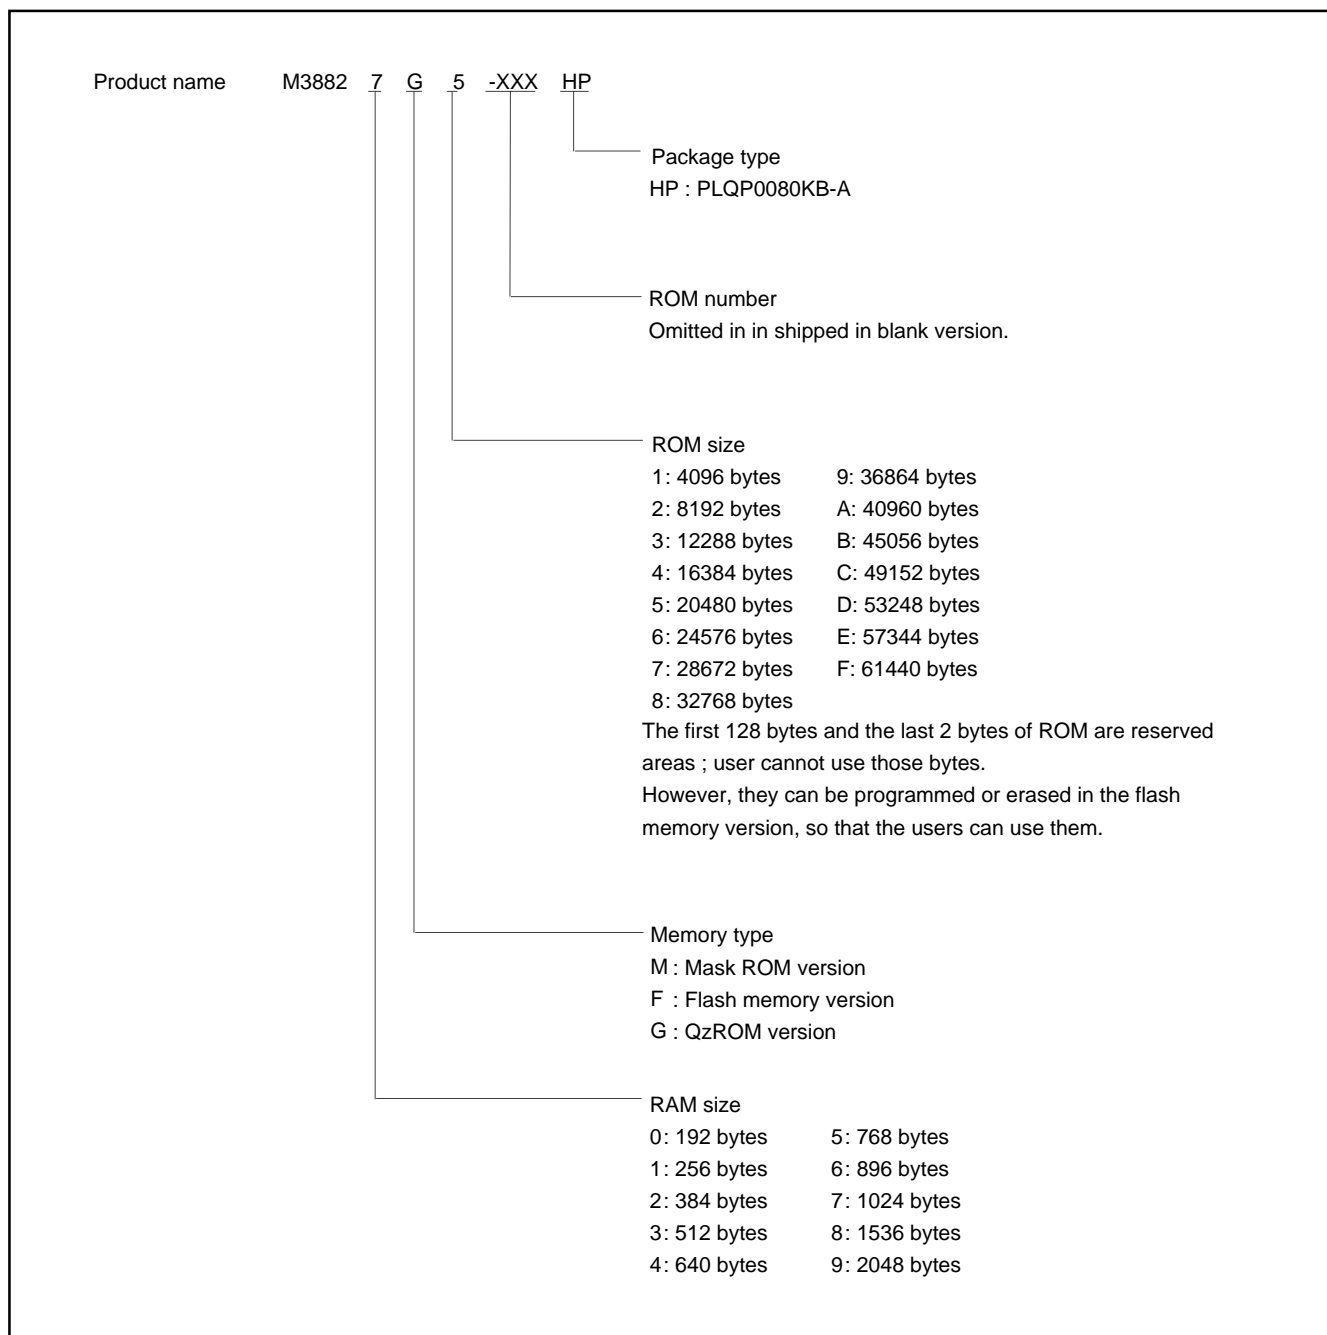 Product name M3882 7 G 5 -XXX HP
Package type
HP : PLQP0080KB-A
ROM number
Omitted in in shipped in blank version.
ROM size
1: 4096 bytes 9: 36864 bytes
2: 8192 bytes A: 40960 bytes
3: 12288 bytes B: 45056 bytes
4: 16384 bytes C: 49152 bytes
5: 20480 bytes D: 53248 bytes
6: 24576 bytes E: 57344 bytes
7: 28672 bytes F: 61440 bytes
8: 32768 bytes
The first 128 bytes and the last 2 bytes of ROM are reserved
areas ; user cannot use those bytes.
However, they can be programmed or erased in the flash
memory version, so that the users can use them.
Memory type
M : Mask ROM version
F : Flash memory version
G : QzROM version
RAM size
0: 192 bytes 5: 768 bytes
1: 256 bytes 6: 896 bytes
2: 384 bytes 7: 1024 bytes
3: 512 bytes 8: 1536 bytes
4: 640 bytes 9: 2048 bytes